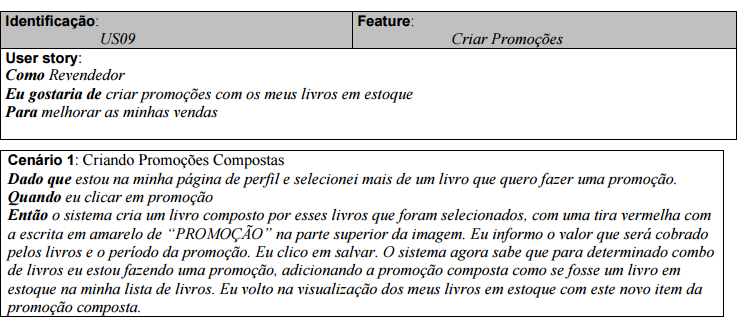 Identificação: Feature:
US09 Criar Promoções
User story:
Como Revendedor
Eu gostaria de criar promoções com os meus livros em estoque
Para melhorar as minhas vendas
Cenário 1: Criando Promoções Compostas
Dado que estou na minha página de perfil e selecionei mais de um livro que quero fazer uma promoção.
Quando eu clicar em promoção
Então o sistema cria um livro composto por esses livros que foram selecionados, com uma tira vermelha com
a escrita em amarelo de “PROMOÇÃO” na parte superior da imagem. Eu informo o valor que será cobrado
pelos livros e o período da promoção. Eu clico em salvar. O sistema agora sabe que para determinado combo
de livros eu estou fazendo uma promoção, adicionando a promoção composta como se fosse um livro em
estoque na minha lista de livros. Eu volto na visualização dos meus livros em estoque com este novo item da
promoção composta.